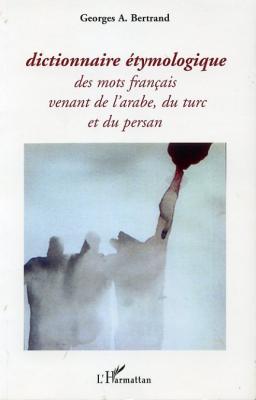 Georges A. Bertrand
dictionnaire étymologique
des mots français
venant de l'arabe, du turc
et du persan
L'Harmattan